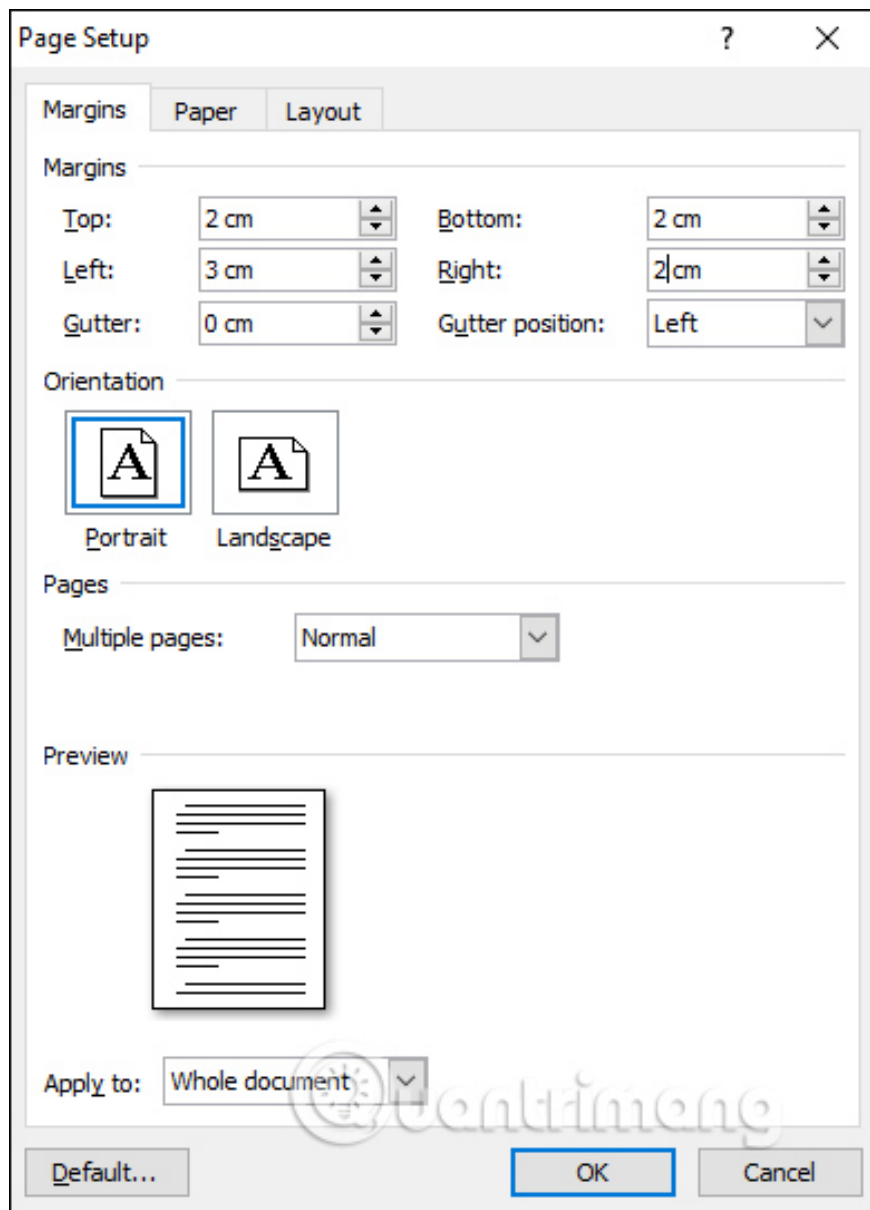 Page Setup ? ×
Margins Paper Layout
Margins
Top: 2 cm Bottom: 2 cm
Left: 3 cm Right: 2 cm
Gutter: 0 cm Gutter position: Left
Orientation
A A
Portrait Landscape
Pages
Multiple pages: Normal
Preview
Apply to: Whole document
Quantrimang
Default... OK Cancel